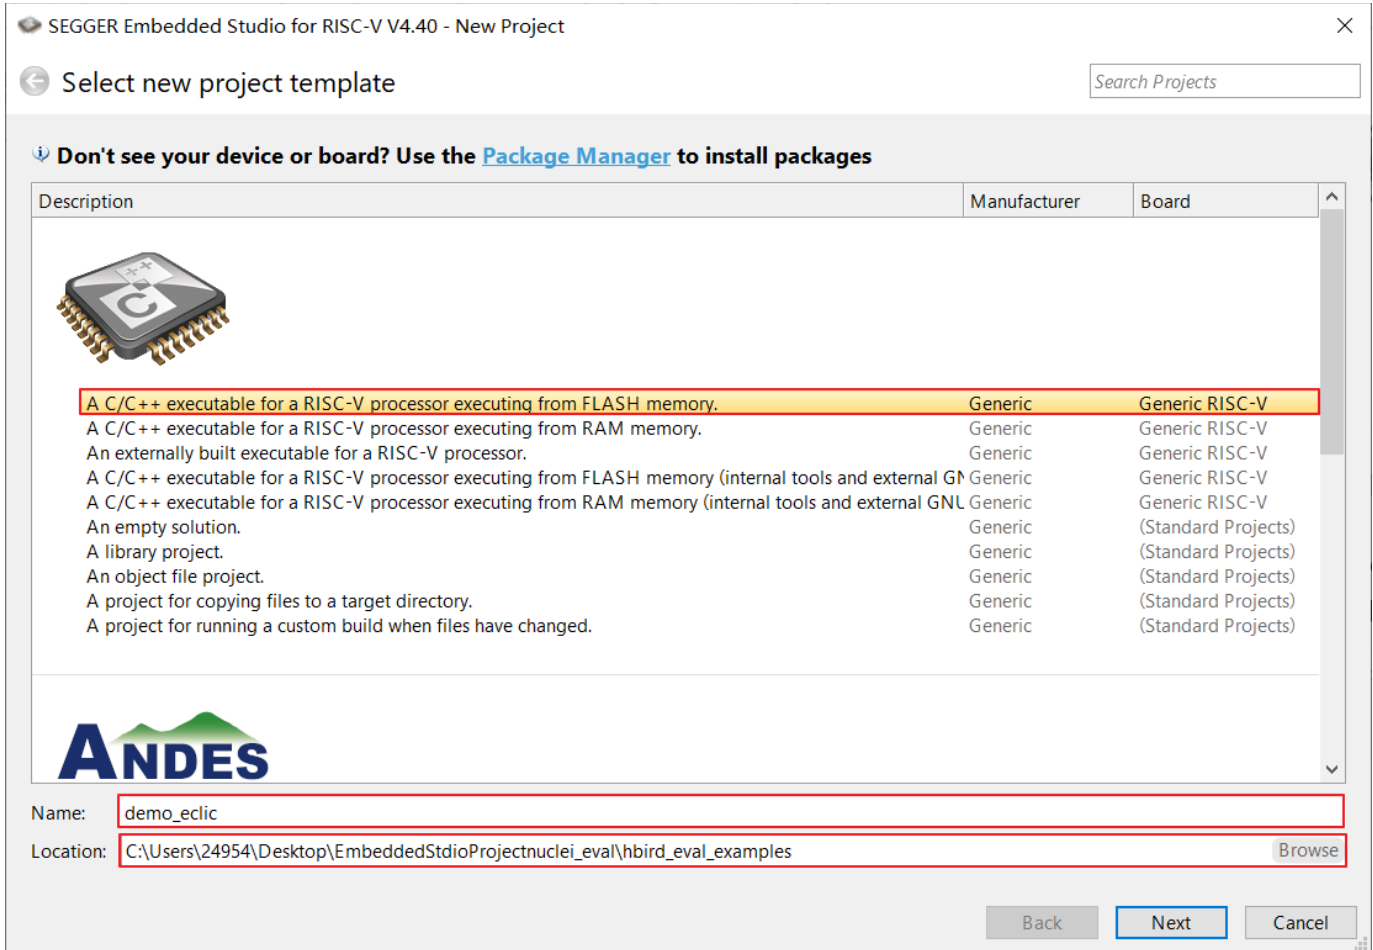 SEGGER Embedded Studio for RISC-V V4.40 - New Project
Select new project template
Search Projects
Don't see your device or board? Use the Package Manager to install packages
Description Manufacturer Board
++
C
A C/C++ executable for a RISC-V processor executing from FLASH memory. Generic Generic RISC-V
A C/C++ executable for a RISC-V processor executing from RAM memory. Generic Generic RISC-V
An externally built executable for a RISC-V processor. Generic Generic RISC-V
A C/C++ executable for a RISC-V processor executing from FLASH memory (internal tools and external GN Generic Generic RISC-V
A C/C++ executable for a RISC-V processor executing from RAM memory (internal tools and external GNU Generic Generic RISC-V
An empty solution. Generic (Standard Projects)
A library project. Generic (Standard Projects)
An object file project. Generic (Standard Projects)
A project for copying files to a target directory. Generic (Standard Projects)
A project for running a custom build when files have changed. Generic (Standard Projects)
ANDES
Name: demo_eclic
Location: C:\Users\24954\Desktop\EmbeddedStdioProjectnuclei_eval\hbird_eval_examples Browse
Back Next Cancel